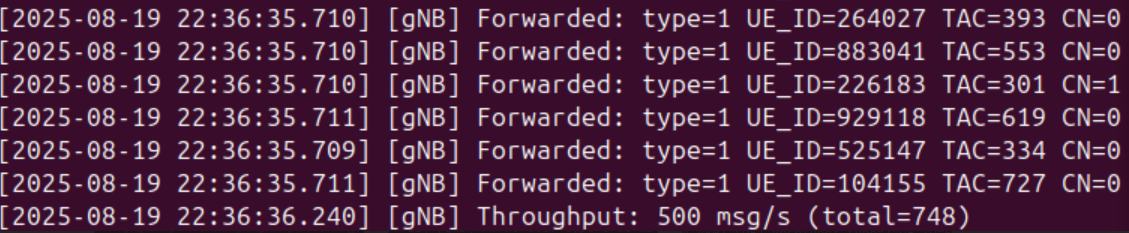 [2025-08-19 22:36:35.710] [gNB] Forwarded: type=1 UE_ID=264027 TAC=393 CN=0
[2025-08-19 22:36:35.710] [gNB] Forwarded: type=1 UE_ID=883041 TAC=553 CN=0
[2025-08-19 22:36:35.710] [gNB] Forwarded: type=1 UE_ID=226183 TAC=301 CN=1
[2025-08-19 22:36:35.711] [gNB] Forwarded: type=1 UE_ID=929118 TAC=619 CN=0
[2025-08-19 22:36:35.709] [gNB] Forwarded: type=1 UE_ID=525147 TAC=334 CN=0
[2025-08-19 22:36:35.711] [gNB] Forwarded: type=1 UE_ID=104155 TAC=727 CN=0
[2025-08-19 22:36:36.240] [gNB] Throughput: 500 msg/s (total=748)